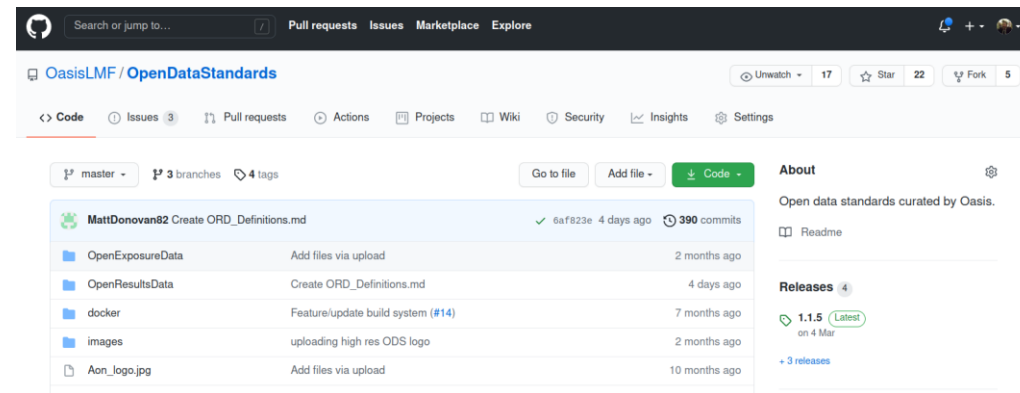 Search or jump to... / Pull requests Issues Marketplace Explore
OasisLMF / OpenDataStandards Unwatch 17 Star 22 Fork 5
<> Code Issues 3 Pull requests Actions Projects Wiki Security Insights Settings
master 3 branches 4 tags Go to file Add file Code
About
Open data standards curated by Oasis.
Readme
MattDonovan82 Create ORD_Definitions.md 6af823e 4 days ago 390 commits
OpenExposureData Add files via upload 2 months ago
OpenResultsData Create ORD_Definitions.md 4 days ago
docker Feature/update build system (#14) 7 months ago
images uploading high res ODS logo 2 months ago
Aon_logo.jpg Add files via upload 10 months ago
Releases 4
1.1.5 Latest
on 4 Mar
+ 3 releases